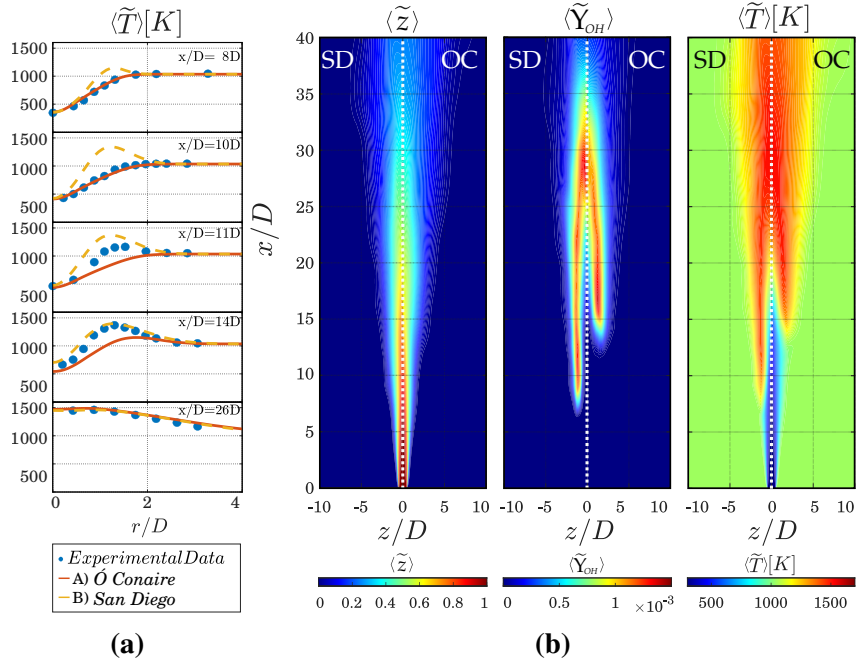 ⟨T̃⟩[K]
x/D= 8D
1500
1000
500
x/D=10D
1500
1000
500
x/D=11D
1500
1000
500
x/D=14D
1500
1000
500
x/D=26D
1500
1000
500
0 2 4
r/D
ExperimentalData
A) Ó Conaire
B) San Diego
(a)
⟨z̃⟩ ⟨Ỹ_OH⟩ ⟨T̃⟩[K]
SD OC SD OC SD OC
x/D
40
35
30
25
20
15
10
5
0
-10 -5 0 5 10 -10 -5 0 5 10 -10 -5 0 5 10
z/D z/D z/D
⟨z̃⟩ ⟨Ỹ_OH⟩ ⟨T̃⟩[K]
0 0.2 0.4 0.6 0.8 1 0 0.5 1 ×10⁻³ 500 1000 1500
(b)